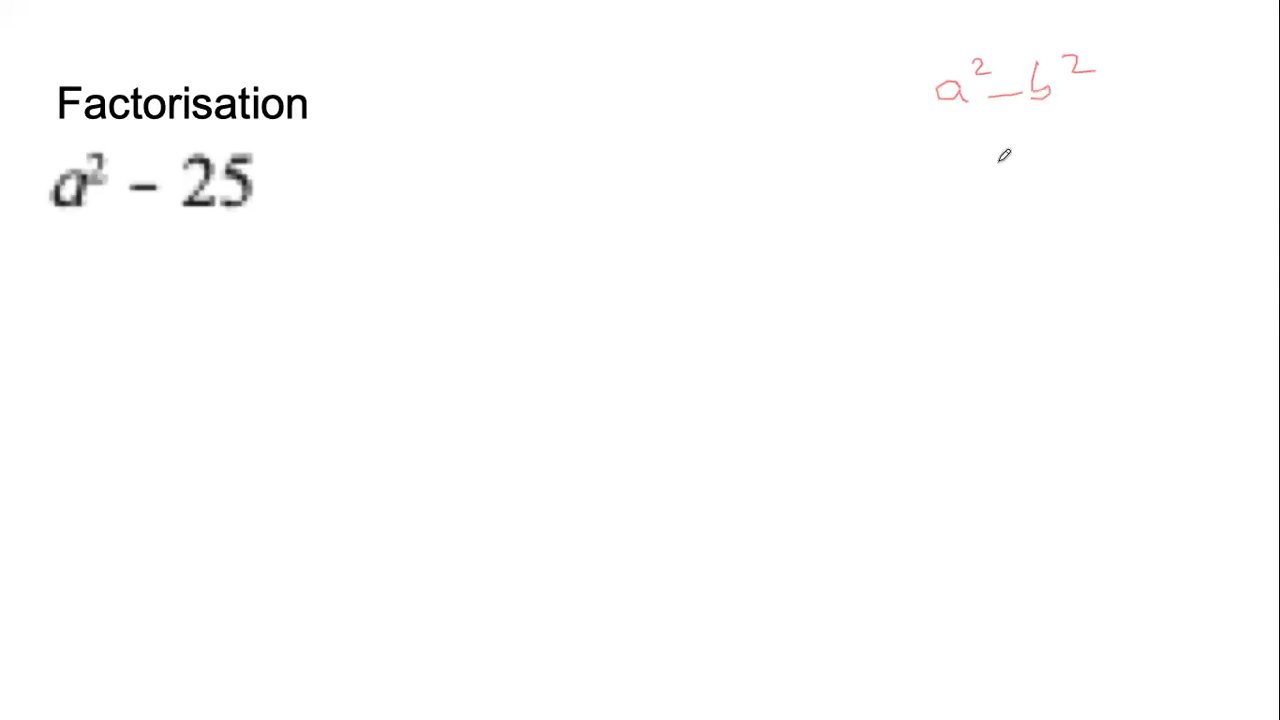 Factorisation
a² – 25
a² – b²